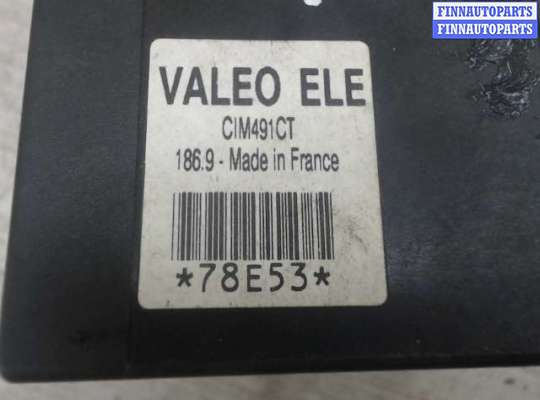 FINNAUTOPARTS
FINNAUTOPARTS
VALEO ELE
CIM491CT
186.9 - Made in France
*78E53*